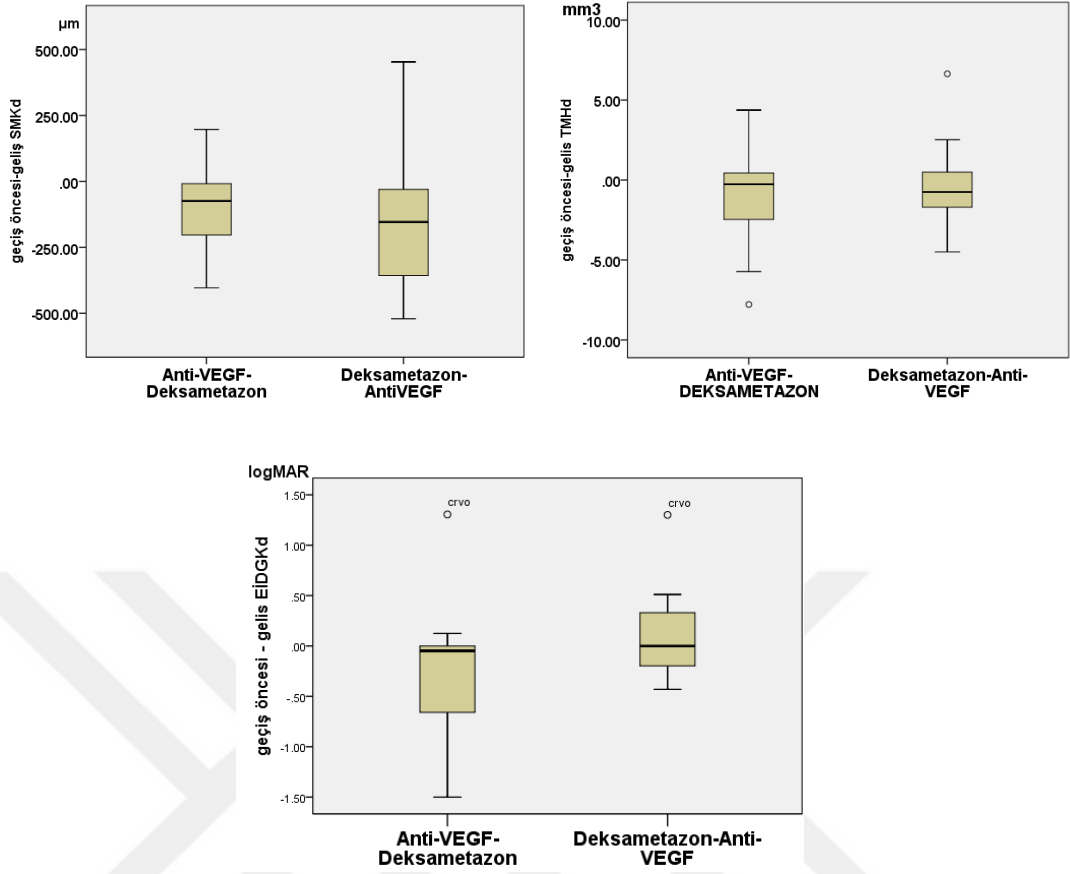 µm
geçiş öncesi-geliş SMKd
500.00
250.00
.00
-250.00
-500.00
Anti-VEGF-
Deksametazon
Deksametazon-
AntiVEGF
mm3
geçiş öncesi-gelis TMHd
10.00
5.00
.00
-5.00
-10.00
Anti-VEGF-
DEKSAMETAZON
Deksametazon-Anti-
VEGF
logMAR
geçiş öncesi - gelis EİDGKd
1.50
1.00
.50
.00
-.50
-1.00
-1.50
crvo
crvo
Anti-VEGF-
Deksametazon
Deksametazon-Anti-
VEGF